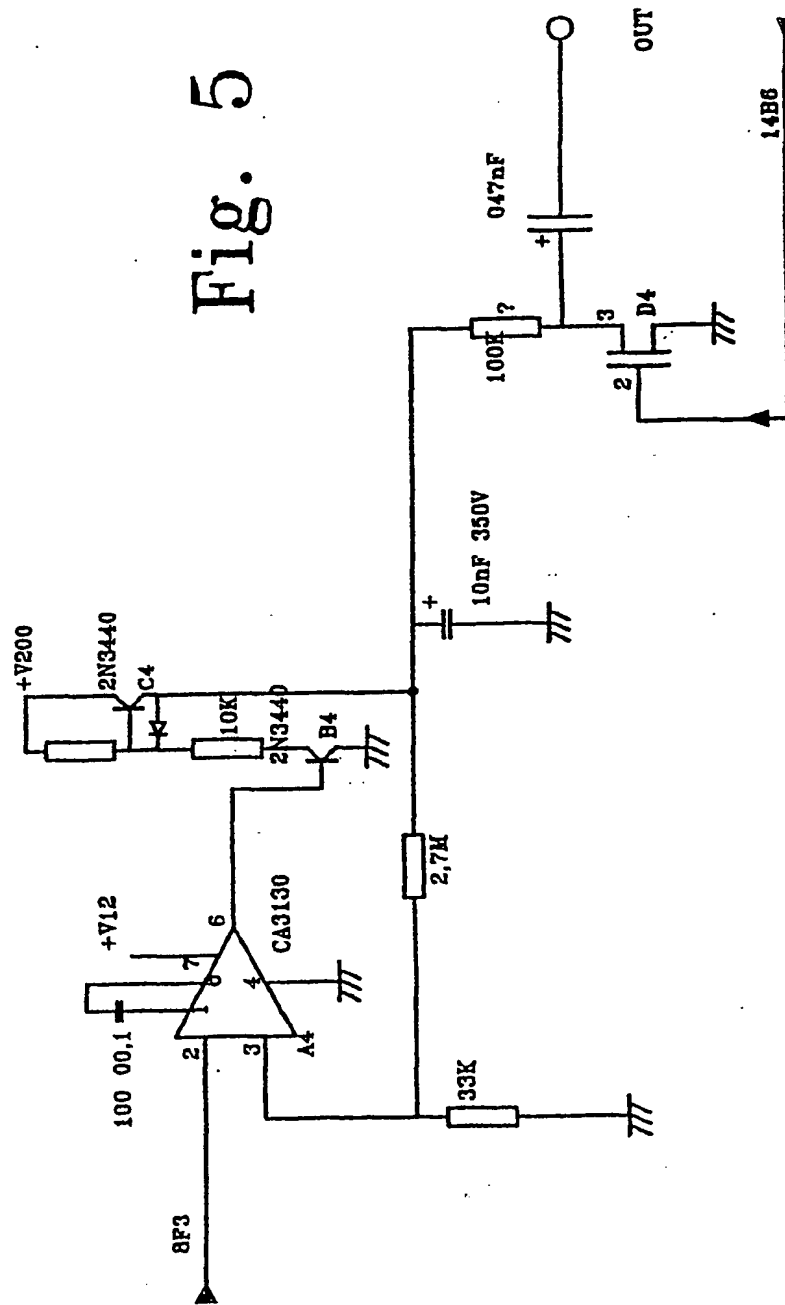 Fig. 5
8F3
100 00,1
+V12
2
3
7
8
1
4
6
A4
CA3130
33K
2,7M
+V200
2N3440
C4
10K
2N3440
B4
+
10nF 350V
100K
?
3
2
D4
+
047nF
OUT
14B6